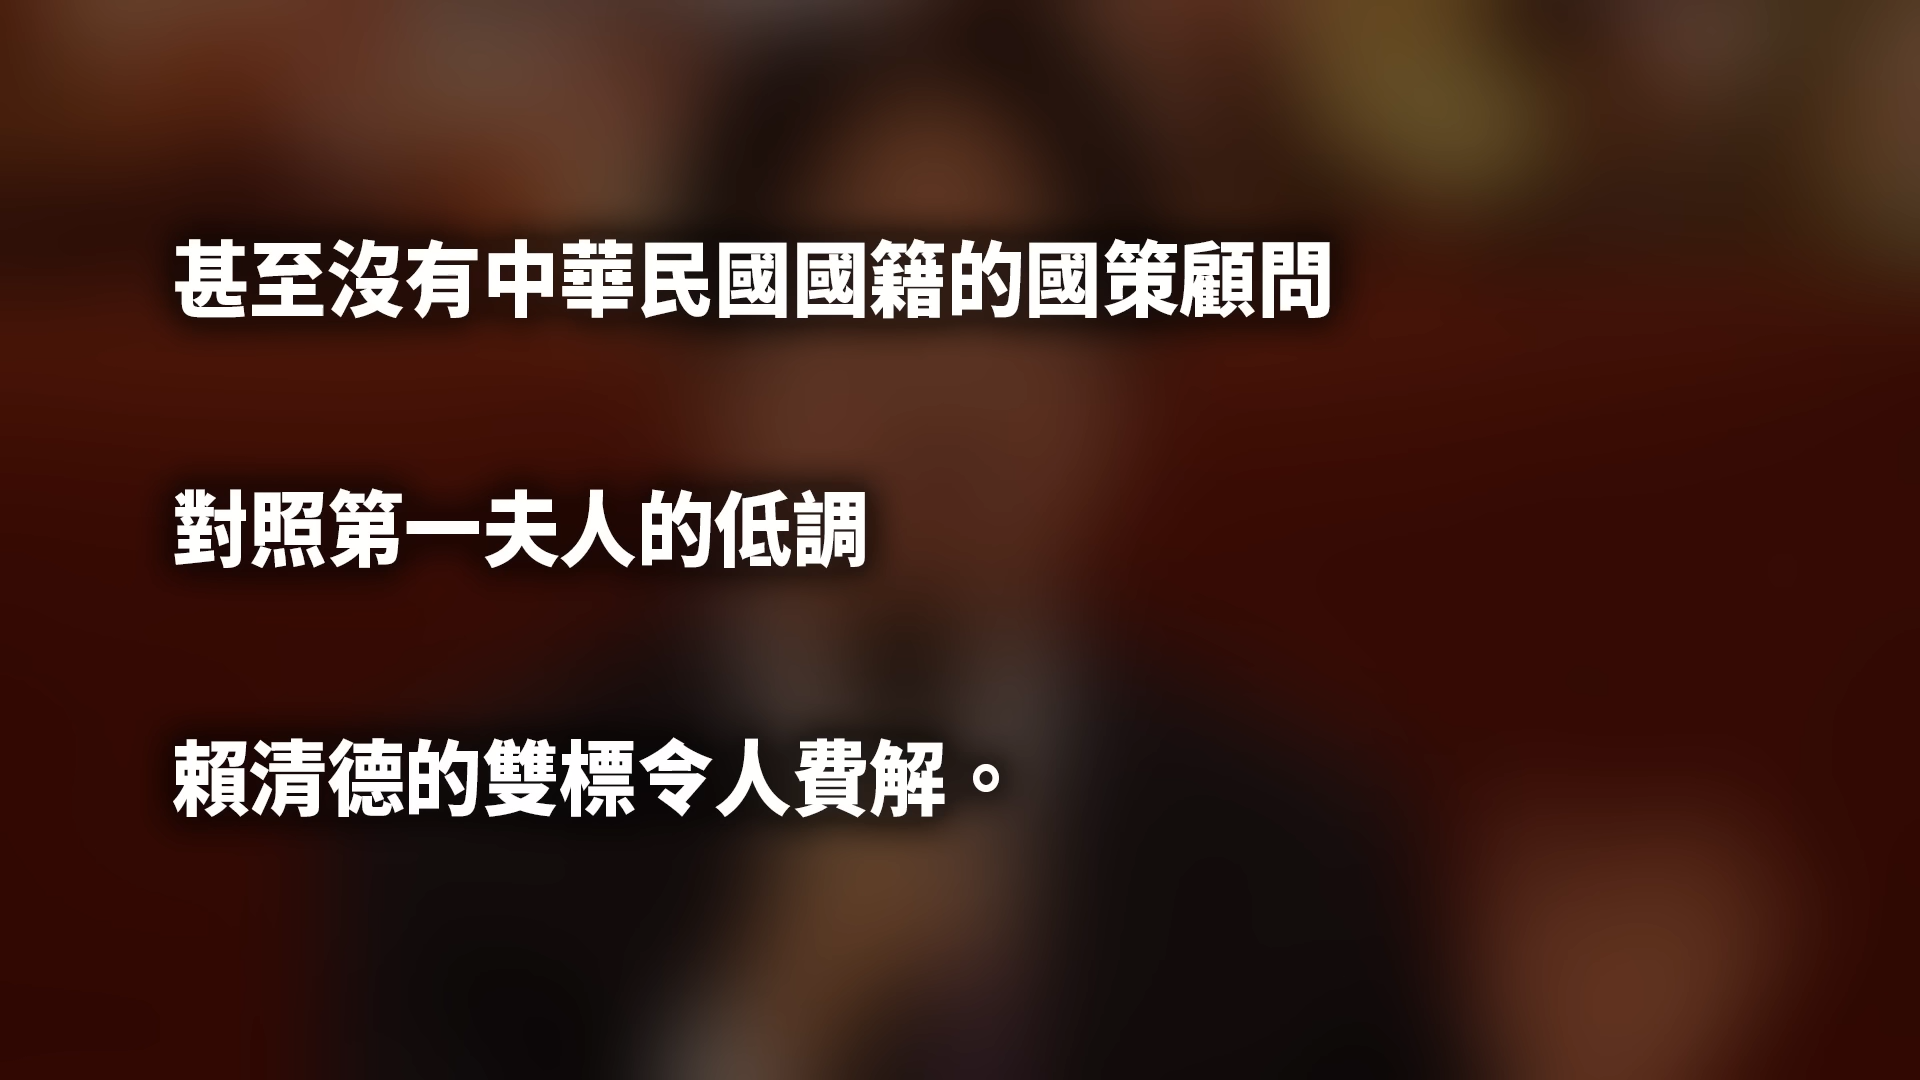 甚至沒有中華民國國籍的國策顧問
對照第一夫人的低調
賴清德的雙標令人費解。